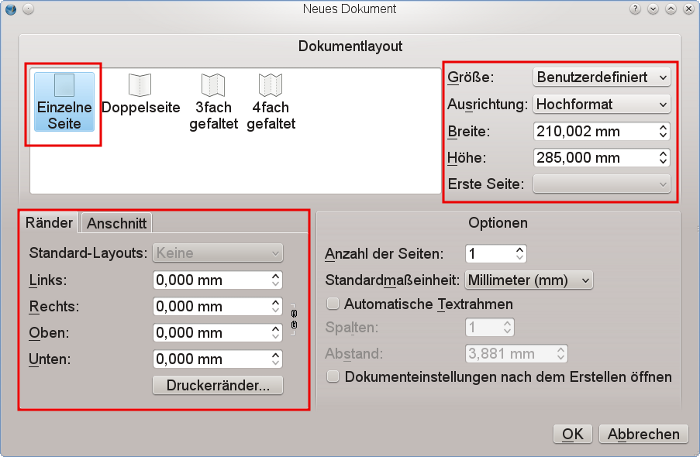 Neues Dokument
Dokumentlayout
Einzelne Seite
Doppelseite
3fach gefaltet
4fach gefaltet
Größe: Benutzerdefiniert
Ausrichtung: Hochformat
Breite: 210,002 mm
Höhe: 285,000 mm
Erste Seite:
Ränder Anschnitt
Standard-Layouts: Keine
Links: 0,000 mm
Rechts: 0,000 mm
Oben: 0,000 mm
Unten: 0,000 mm
Druckerränder...
Optionen
Anzahl der Seiten: 1
Standardmaßeinheit: Millimeter (mm)
Automatische Textrahmen
Spalten: 1
Abstand: 3,881 mm
Dokumenteinstellungen nach dem Erstellen öffnen
OK Abbrechen